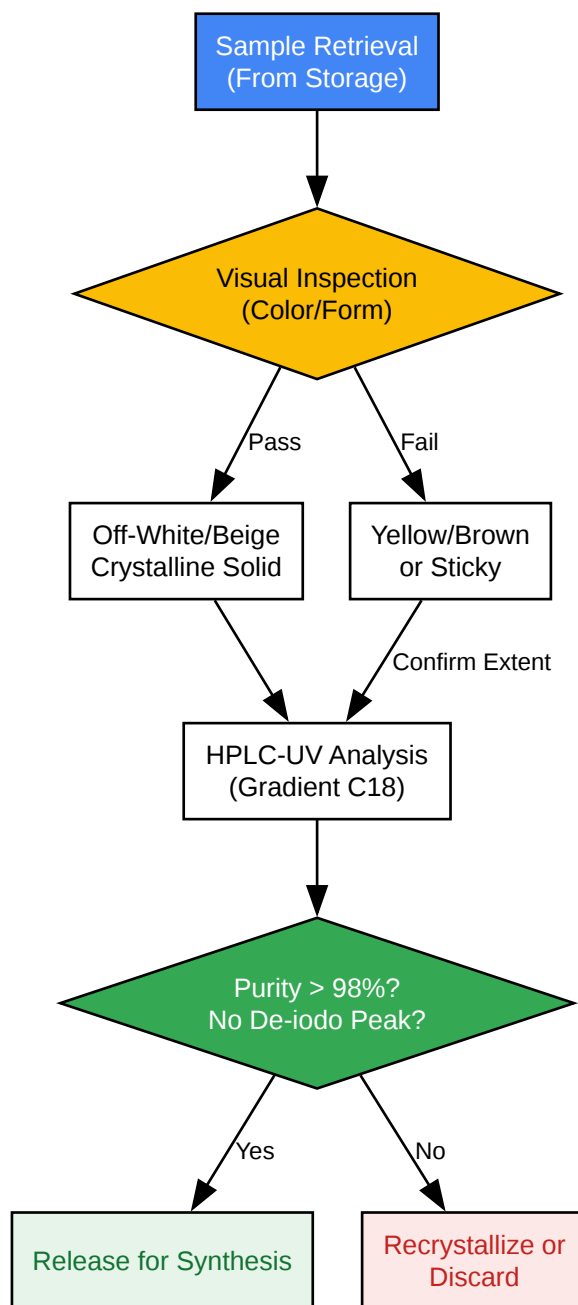 Sample Retrieval
(From Storage)
Visual Inspection
(Color/Form)
Pass
Fail
Off-White/Beige
Crystalline Solid
Yellow/Brown
or Sticky
Confirm Extent
HPLC-UV Analysis
(Gradient C18)
Purity > 98%?
No De-iodo Peak?
Yes
No
Release for Synthesis
Recrystallize or
Discard